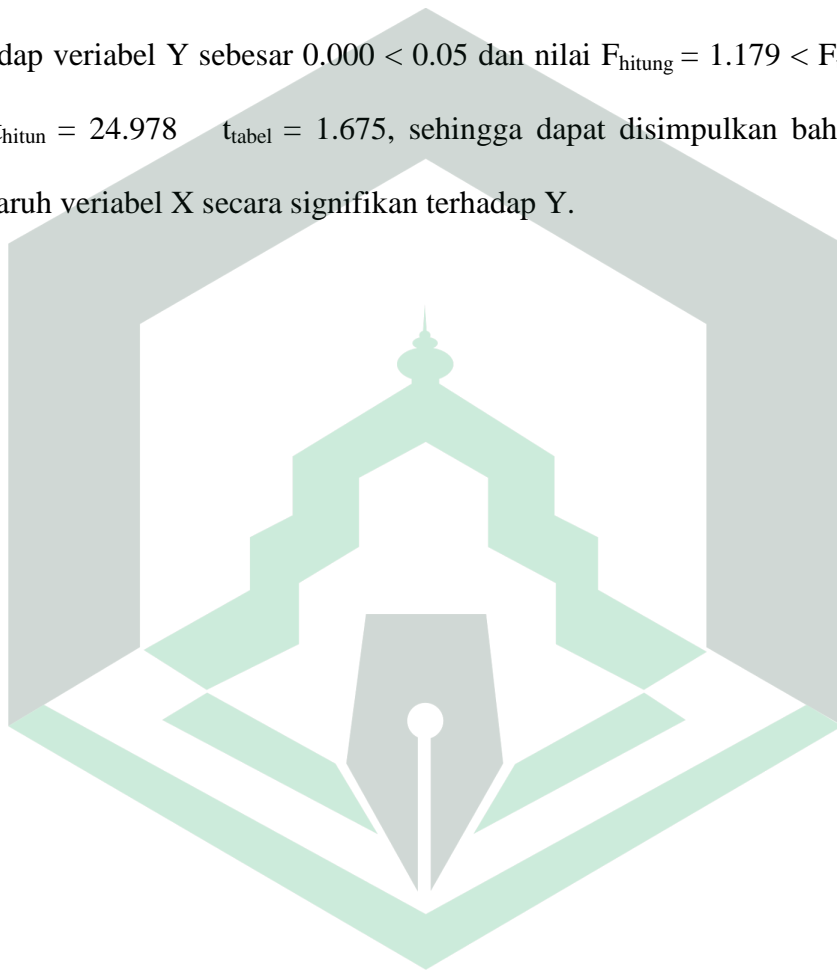 dap veriabel Y sebesar 0.000 < 0.05 dan nilai Fhitung = 1.179 < F
hitun = 24.978 ttabel = 1.675, sehingga dapat disimpulkan bah
aruh veriabel X secara signifikan terhadap Y.